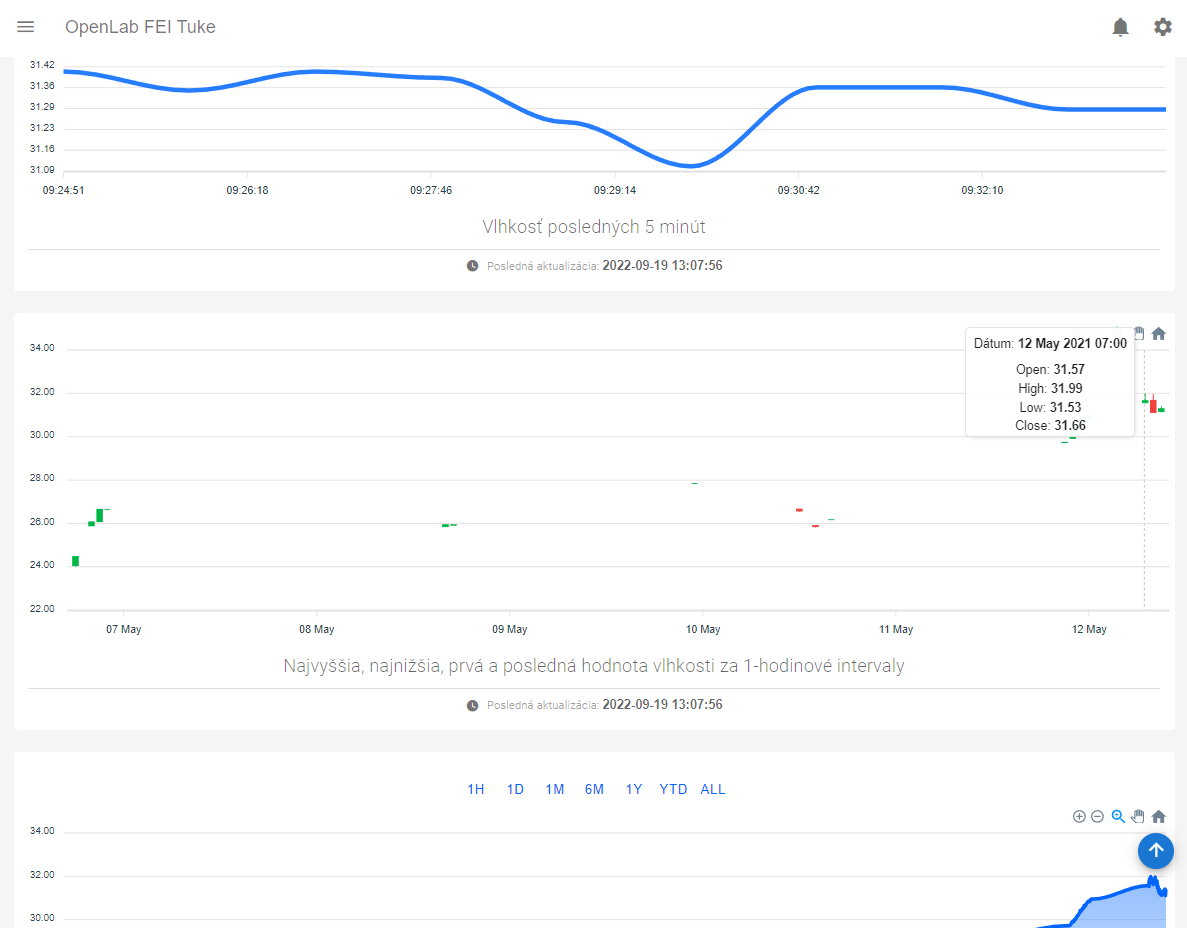 OpenLab FEI Tuke
31.42
31.36
31.29
31.23
31.16
31.09
09:24:51 09:26:18 09:27:46 09:29:14 09:30:42 09:32:10
Vlhkosť posledných 5 minút
Posledná aktualizácia: 2022-09-19 13:07:56
Dátum: 12 May 2021 07:00
Open: 31.57
High: 31.99
Low: 31.53
Close: 31.66
34.00
32.00
30.00
28.00
26.00
24.00
22.00
07 May 08 May 09 May 10 May 11 May 12 May
Najvyššia, najnižšia, prvá a posledná hodnota vlhkosti za 1-hodinové intervaly
Posledná aktualizácia: 2022-09-19 13:07:56
1H 1D 1M 6M 1Y YTD ALL
34.00
32.00
30.00